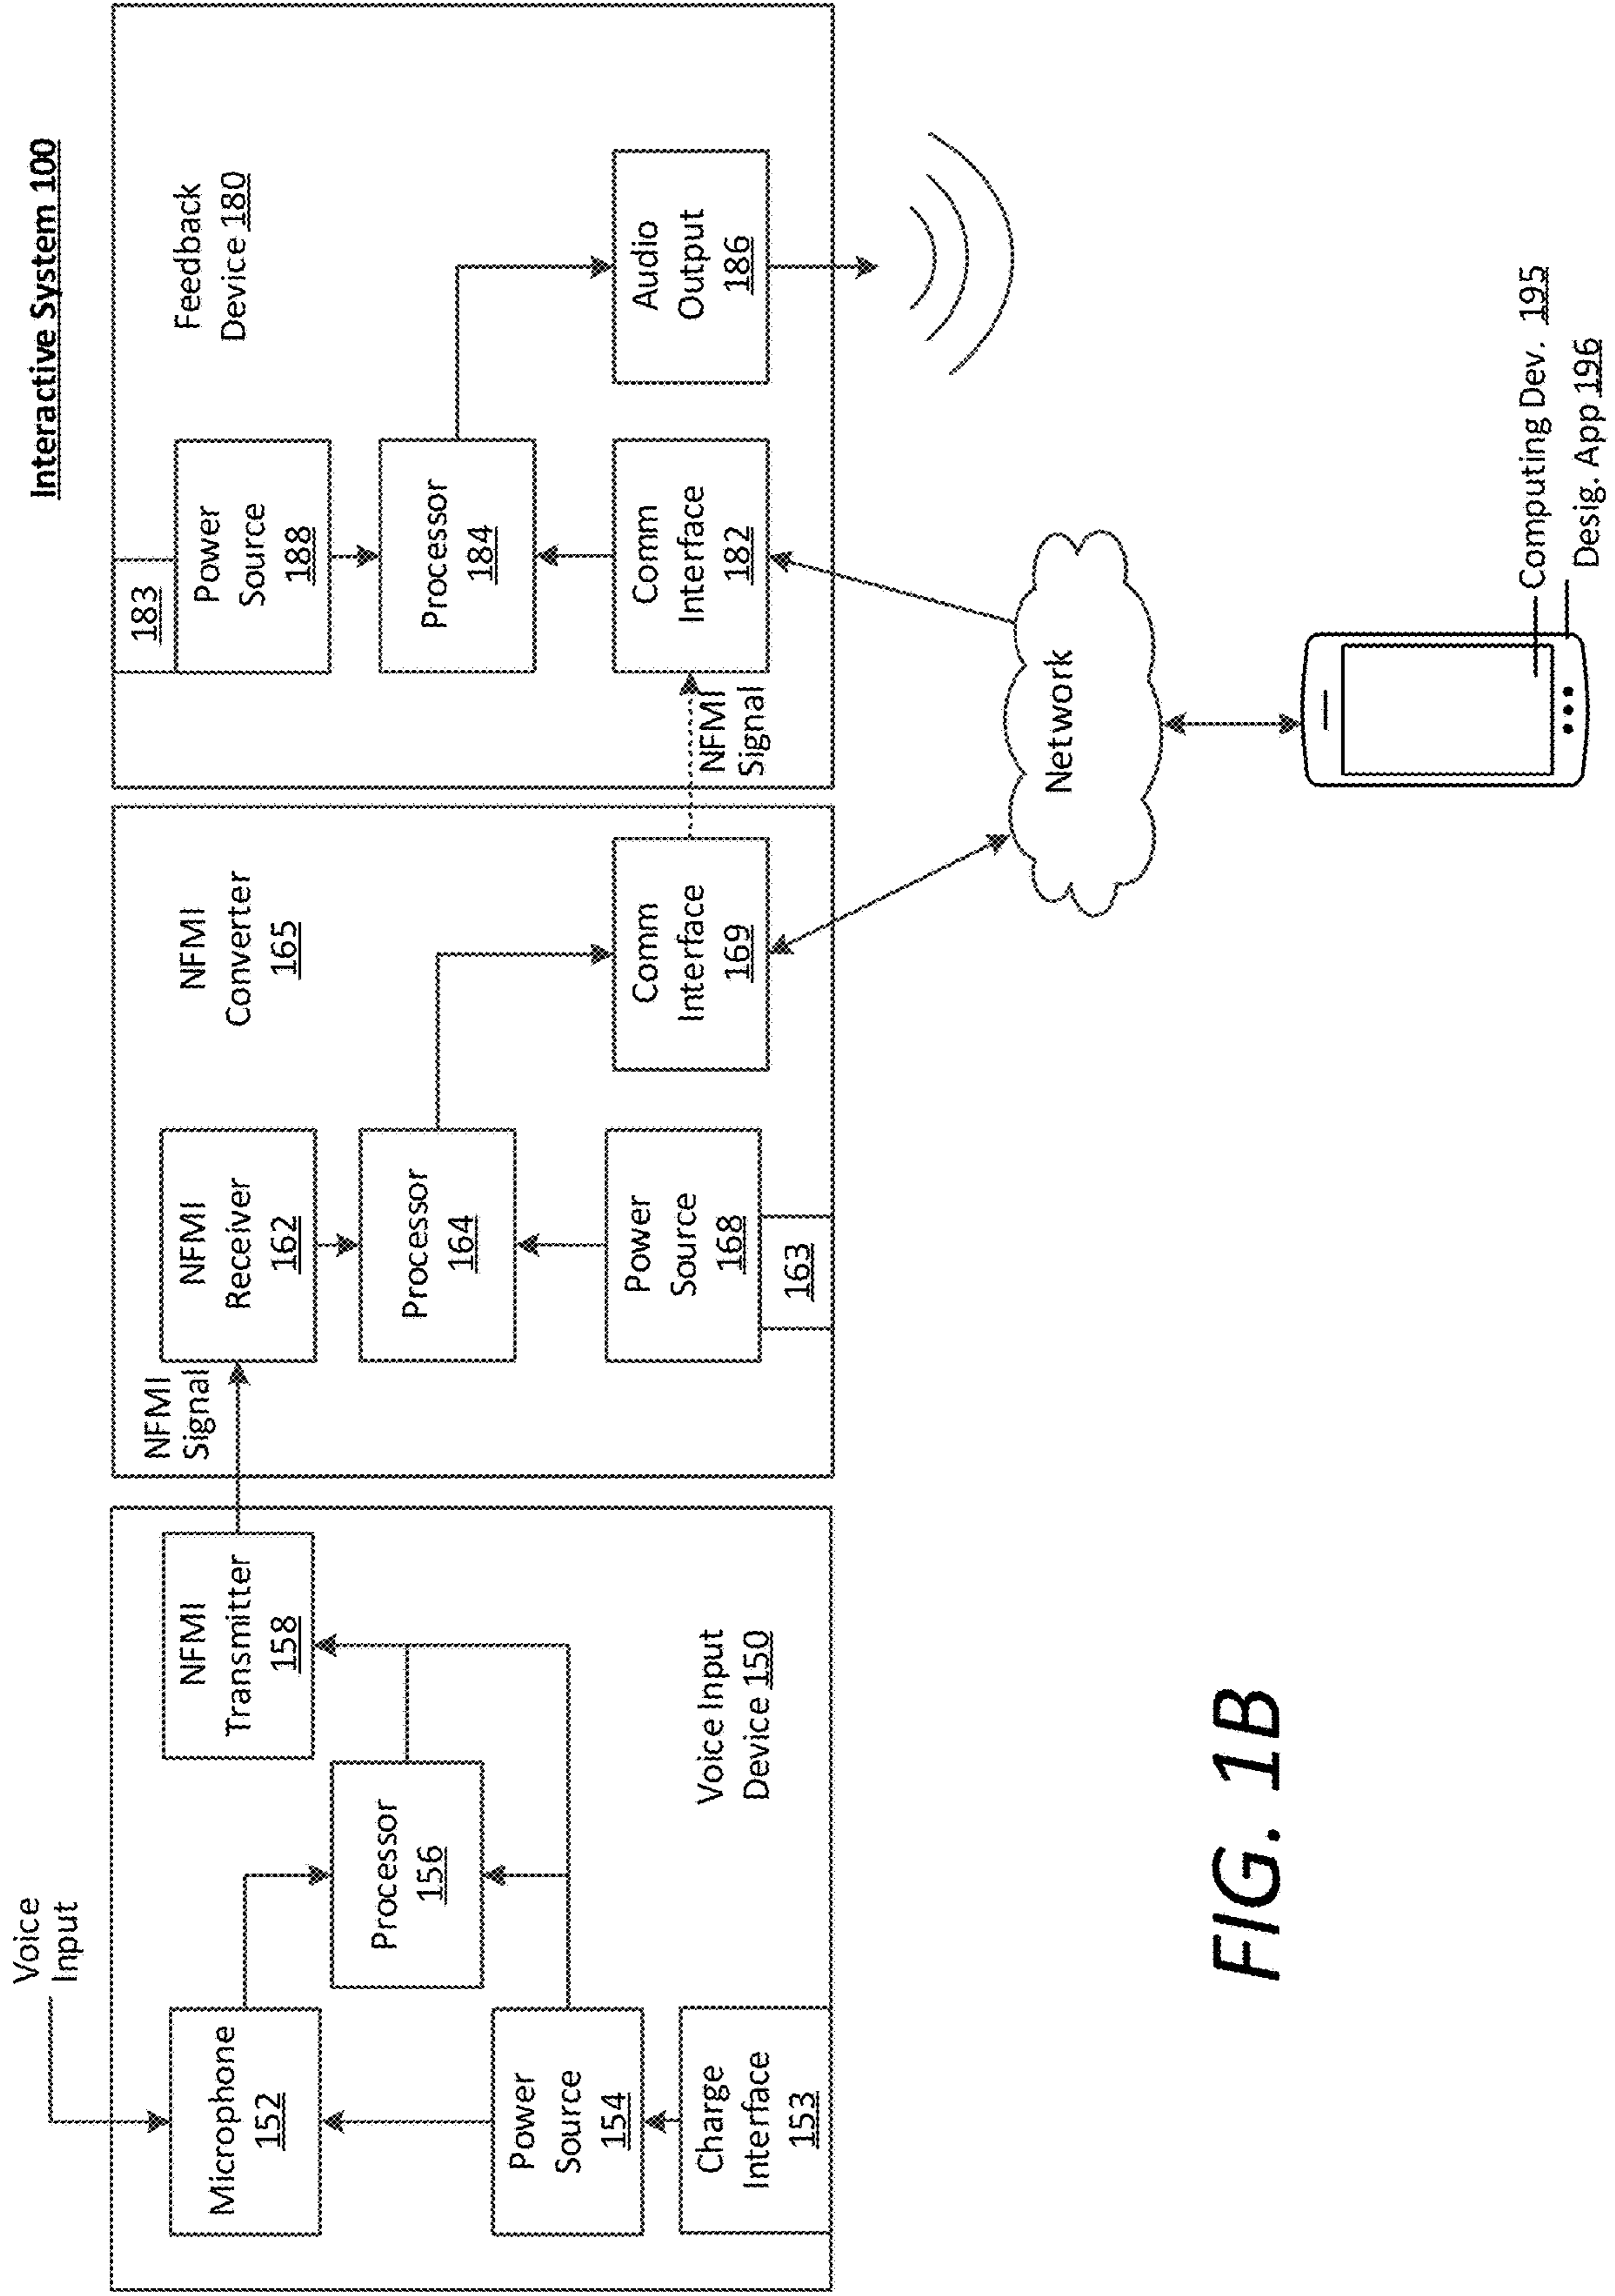 Interactive System 100
Voice
Input
Microphone
152
Power
Source
154
Charge
Interface
153
Processor
156
NFMI
Transmitter
158
Voice Input
Device 150
NFMI
Signal
NFMI
Receiver
162
Processor
164
Power
Source
168
163
NFMI
Converter
165
Comm
Interface
169
NFMI
Signal
183
Power
Source
188
Processor
184
Comm
Interface
182
Feedback
Device 180
Audio
Output
186
Network
Computing Dev. 195
Desig. App 196
FIG. 1B